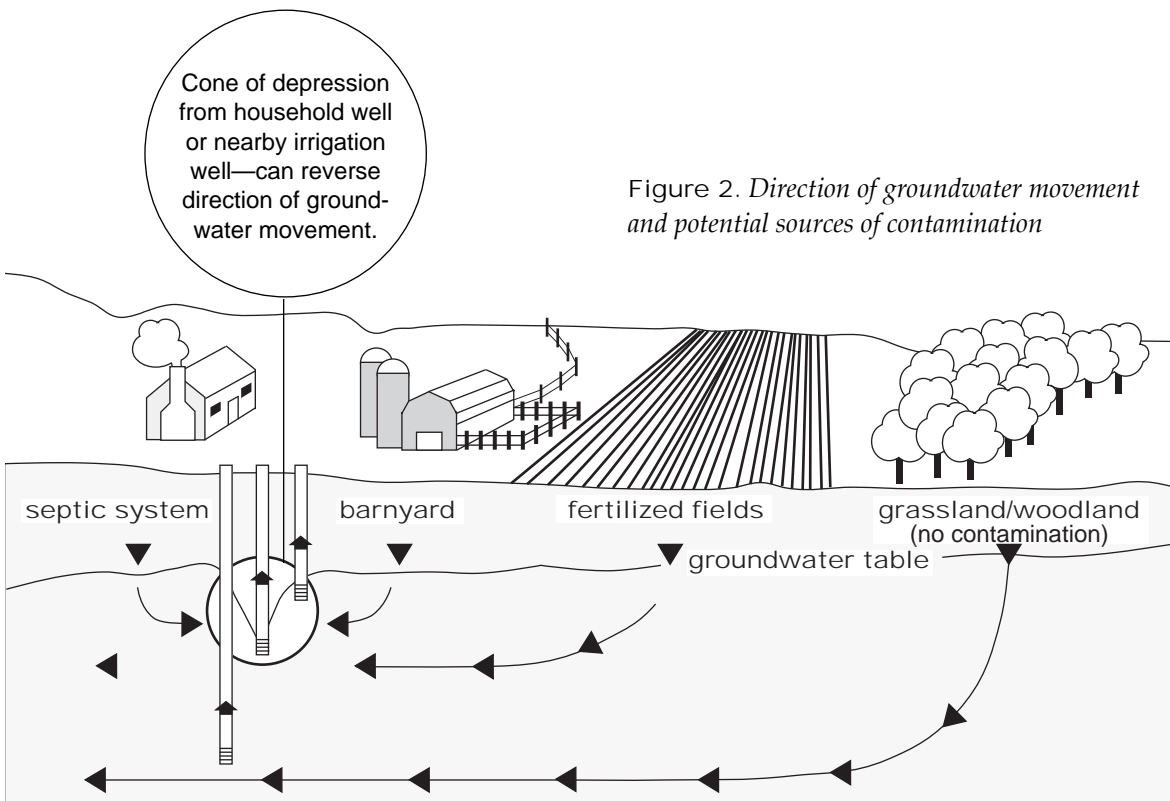 Cone of depression
from household well
or nearby irrigation
well—can reverse
direction of ground-
water movement.
Figure 2. Direction of groundwater movement
and potential sources of contamination
septic system
barnyard
fertilized fields
grassland/woodland
(no contamination)
groundwater table